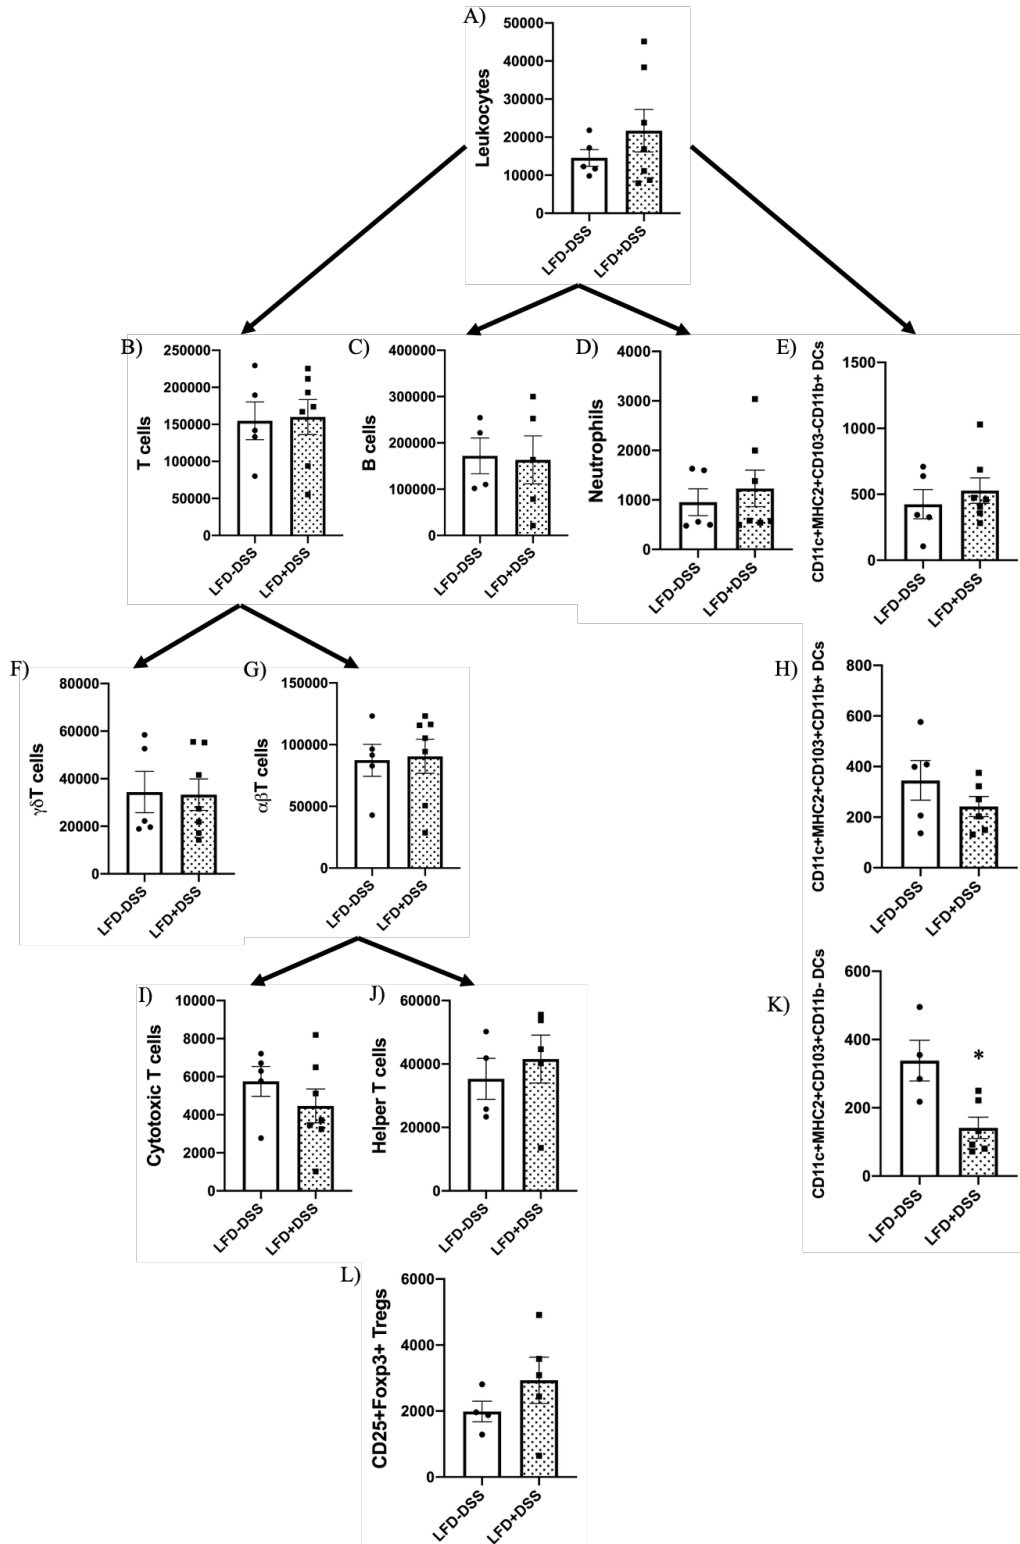 A)
Leukocytes
50000
40000
30000
20000
10000
0
LFD-DSS
LFD+DSS
B)
T cells
250000
200000
150000
100000
50000
0
LFD-DSS
LFD+DSS
C)
B cells
400000
300000
200000
100000
0
LFD-DSS
LFD+DSS
D)
Neutrophils
4000
3000
2000
1000
0
LFD-DSS
LFD+DSS
E)
CD11c+MHC2+CD103-CD11b+ DCs
1500
1000
500
0
LFD-DSS
LFD+DSS
F)
γδT cells
80000
60000
40000
20000
0
LFD-DSS
LFD+DSS
G)
αβT cells
150000
100000
50000
0
LFD-DSS
LFD+DSS
H)
CD11c+MHC2+CD103+CD11b+ DCs
800
600
400
200
0
LFD-DSS
LFD+DSS
I)
Cytotoxic T cells
10000
8000
6000
4000
2000
0
LFD-DSS
LFD+DSS
J)
Helper T cells
60000
40000
20000
0
LFD-DSS
LFD+DSS
K)
CD11c+MHC2+CD103+CD11b- DCs
600
400
200
0
*
LFD-DSS
LFD+DSS
L)
CD25+Foxp3+ Tregs
6000
4000
2000
0
LFD-DSS
LFD+DSS